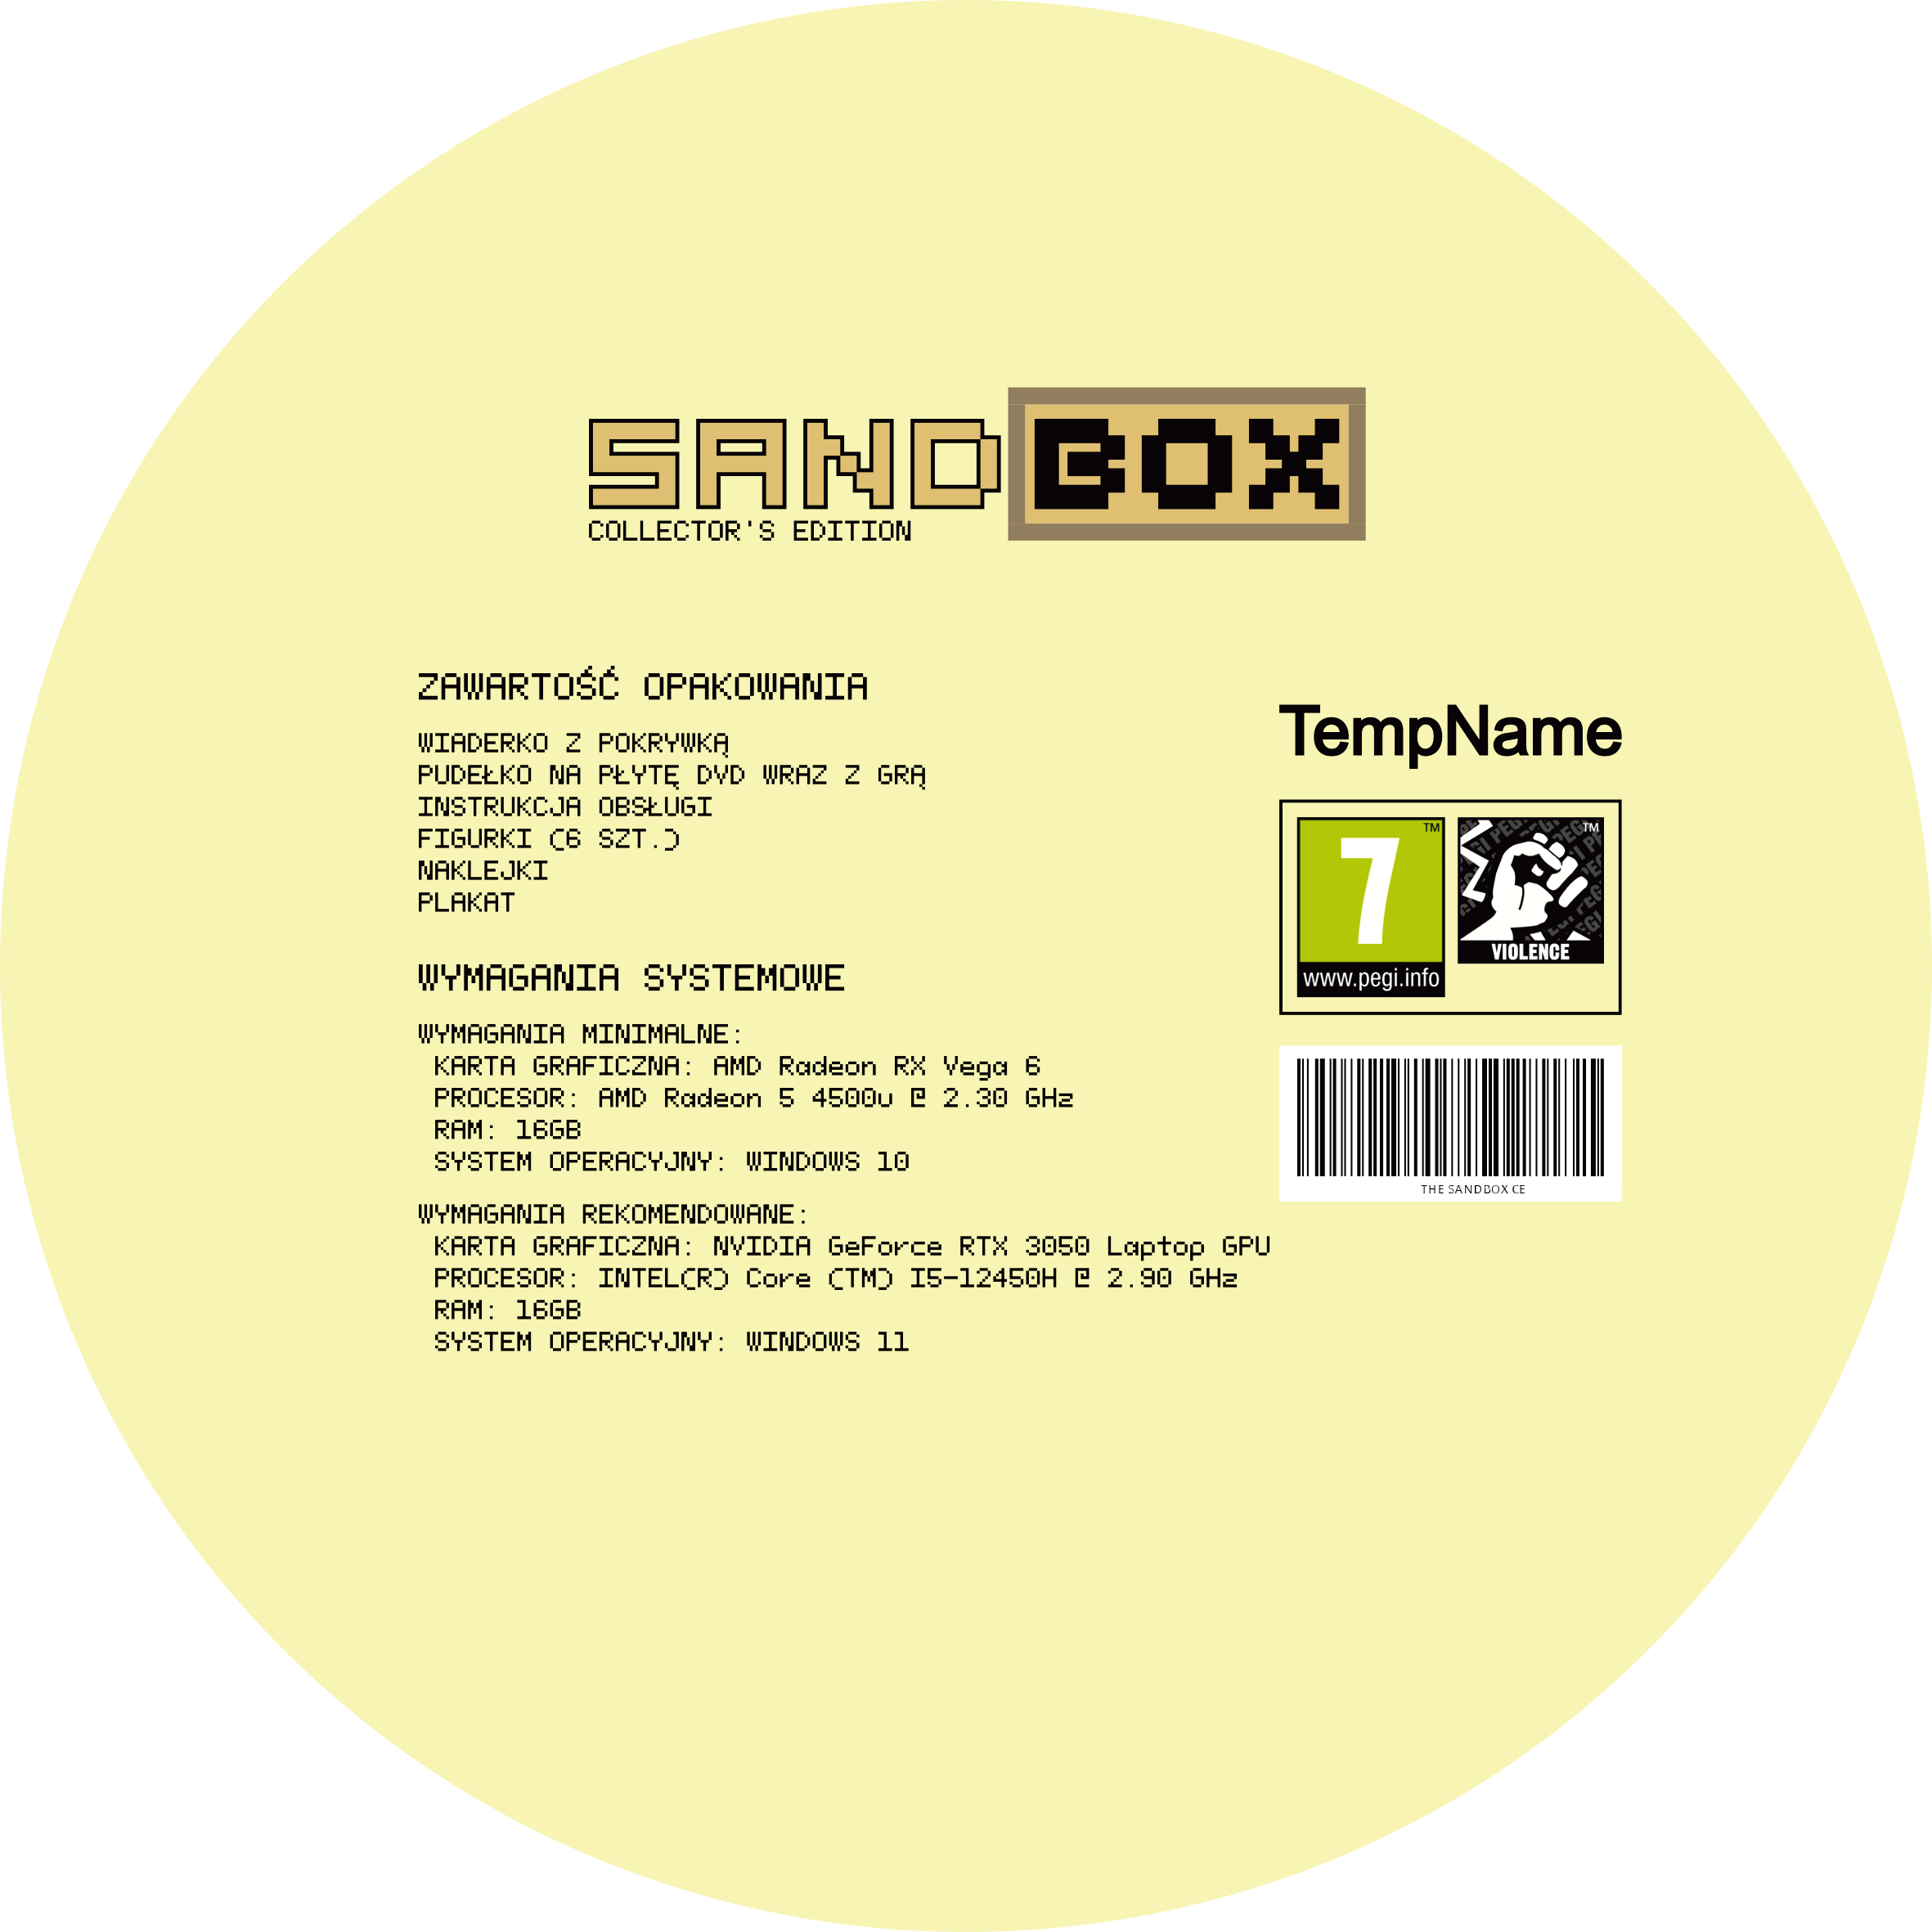 SANDBOX
COLLECTOR'S EDITION
ZAWARTOŚĆ OPAKOWANIA
WIADERKO Z POKRYWKĄ
PUDEŁKO NA PŁYTĘ DVD WRAZ Z GRĄ
INSTRUKCJA OBSŁUGI
FIGURKI (6 SZT.)
NAKLEJKI
PLAKAT
WYMAGANIA SYSTEMOWE
WYMAGANIA MINIMALNE:
KARTA GRAFICZNA: AMD Radeon RX Vega 6
PROCESOR: AMD Radeon 5 4500u @ 2.30 GHz
RAM: 16GB
SYSTEM OPERACYJNY: WINDOWS 10
WYMAGANIA REKOMENDOWANE:
KARTA GRAFICZNA: NVIDIA GeForce RTX 3050 Laptop GPU
PROCESOR: INTEL(R) Core (TM) I5-12450H @ 2.90 GHz
RAM: 16GB
SYSTEM OPERACYJNY: WINDOWS 11
TempName
7 TM
www.pegi.info
TM
PEGI PEGI PEGI
VIOLENCE
THE SANDBOX CE